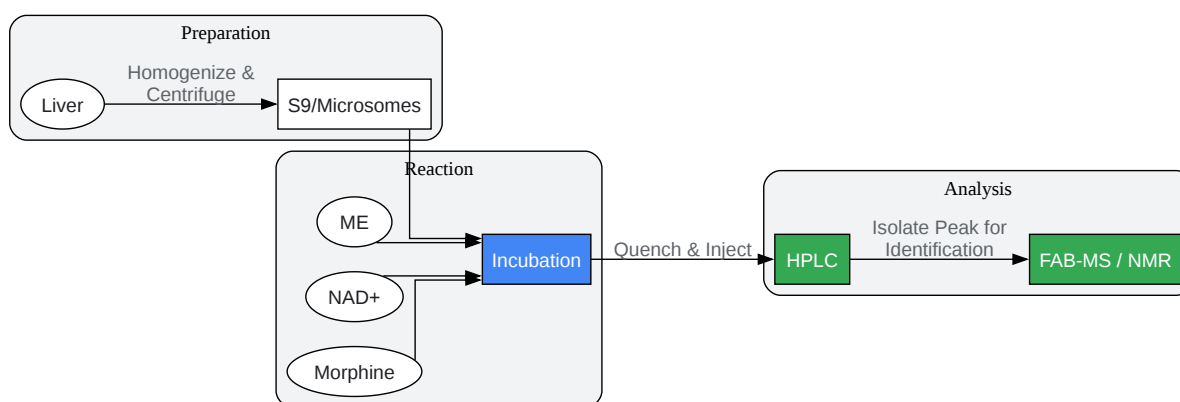 Preparation
Homogenize &
Centrifuge
Liver
S9/Microsomes
Reaction
ME
NAD+
Morphine
Incubation
Quench & Inject
Analysis
HPLC
Isolate Peak for
Identification
FAB-MS / NMR